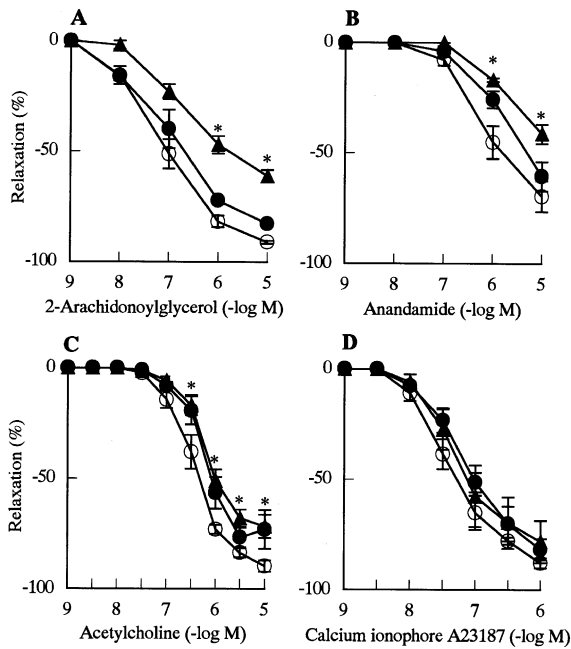 A
B
0
-50
-100
Relaxation (%)
9 8 7 6 5
2-Arachidonoylglycerol (-log M)
* *
0
-50
-100
9 8 7 6 5
Anandamide (-log M)
* *
C
D
0
-50
-100
Relaxation (%)
9 8 7 6 5
Acetylcholine (-log M)
* * * *
0
-50
-100
9 8 7 6
Calcium ionophore A23187 (-log M)